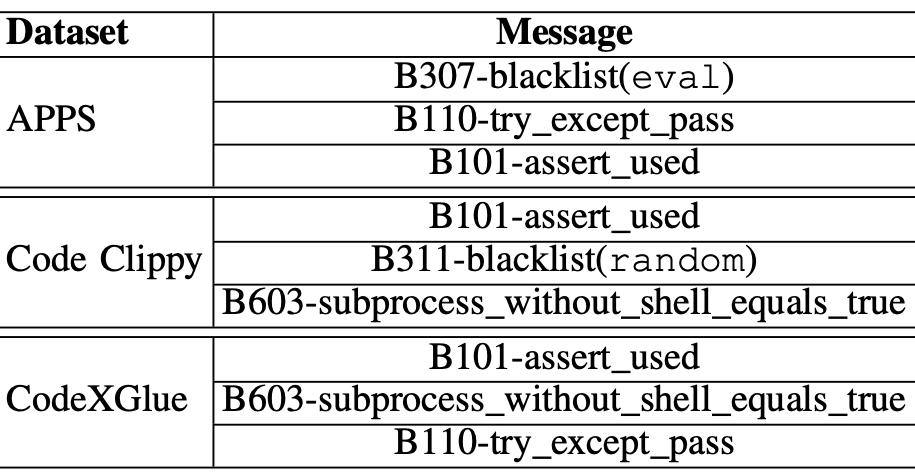 Dataset Message
B307-blacklist(eval)
APPS B110-try_except_pass
B101-assert_used
B101-assert_used
Code Clippy B311-blacklist(random)
B603-subprocess_without_shell_equals_true
B101-assert_used
CodeXGlue B603-subprocess_without_shell_equals_true
B110-try_except_pass